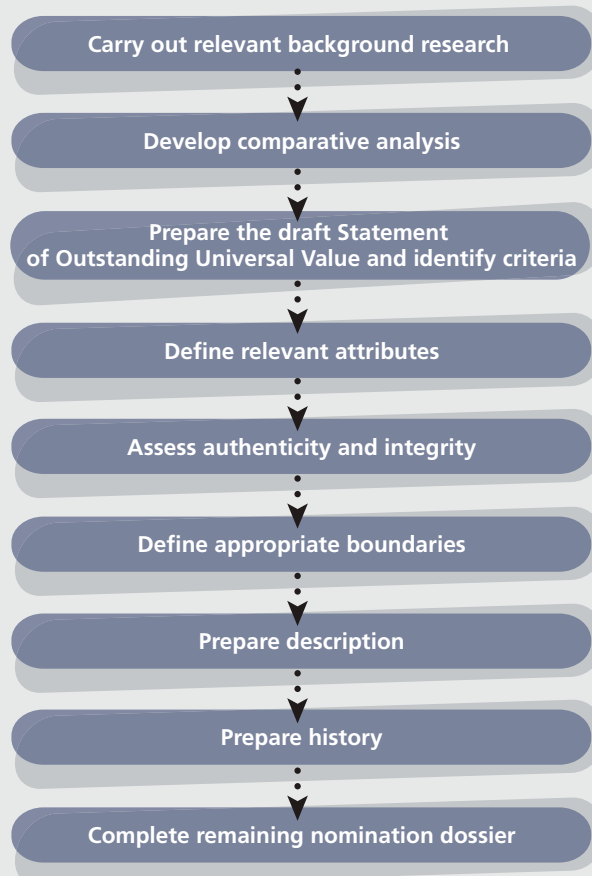 Carry out relevant background research
Develop comparative analysis
Prepare the draft Statement
of Outstanding Universal Value and identify criteria
Define relevant attributes
Assess authenticity and integrity
Define appropriate boundaries
Prepare description
Prepare history
Complete remaining nomination dossier